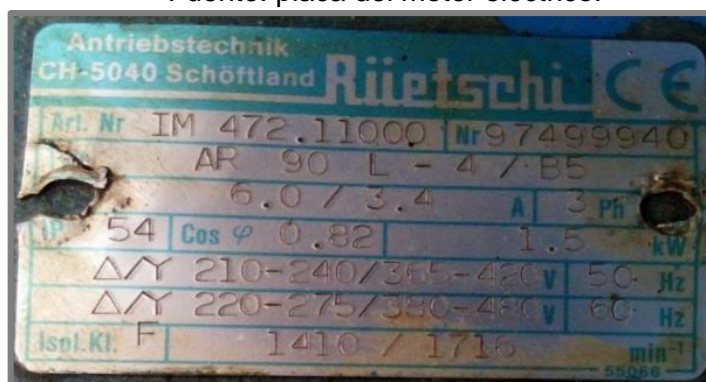 Fuente: placa del motor eléctrico.
Antriebstechnik
CH-5040 Schöftland Rüetschi CE
Art. Nr IM 472.11000 Nr 97499940
AR 90 L - 4 / B5
6.0 / 3.4 A 3 Ph
IP 54 Cos φ 0.82 1.5 kW
Δ/Y 210-240/365-420 V 50 Hz
Δ/Y 220-275/380-480 V 60 Hz
Isol.Kl. F 1410 / 1716 min⁻¹
55066